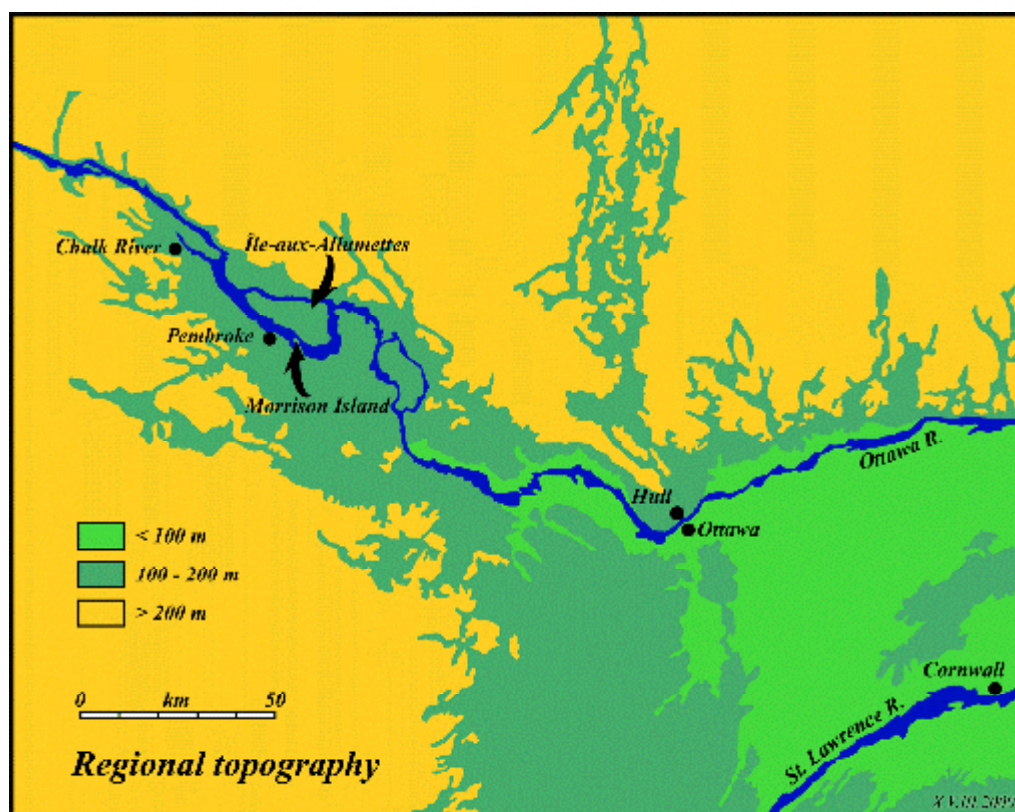 Chalk River
Île-aux-Allumettes
Pembroke
Morrison Island
Ottawa R.
Hull
Ottawa
< 100 m
100 - 200 m
> 200 m
Cornwall
0 km 50
St. Lawrence R.
Regional topography